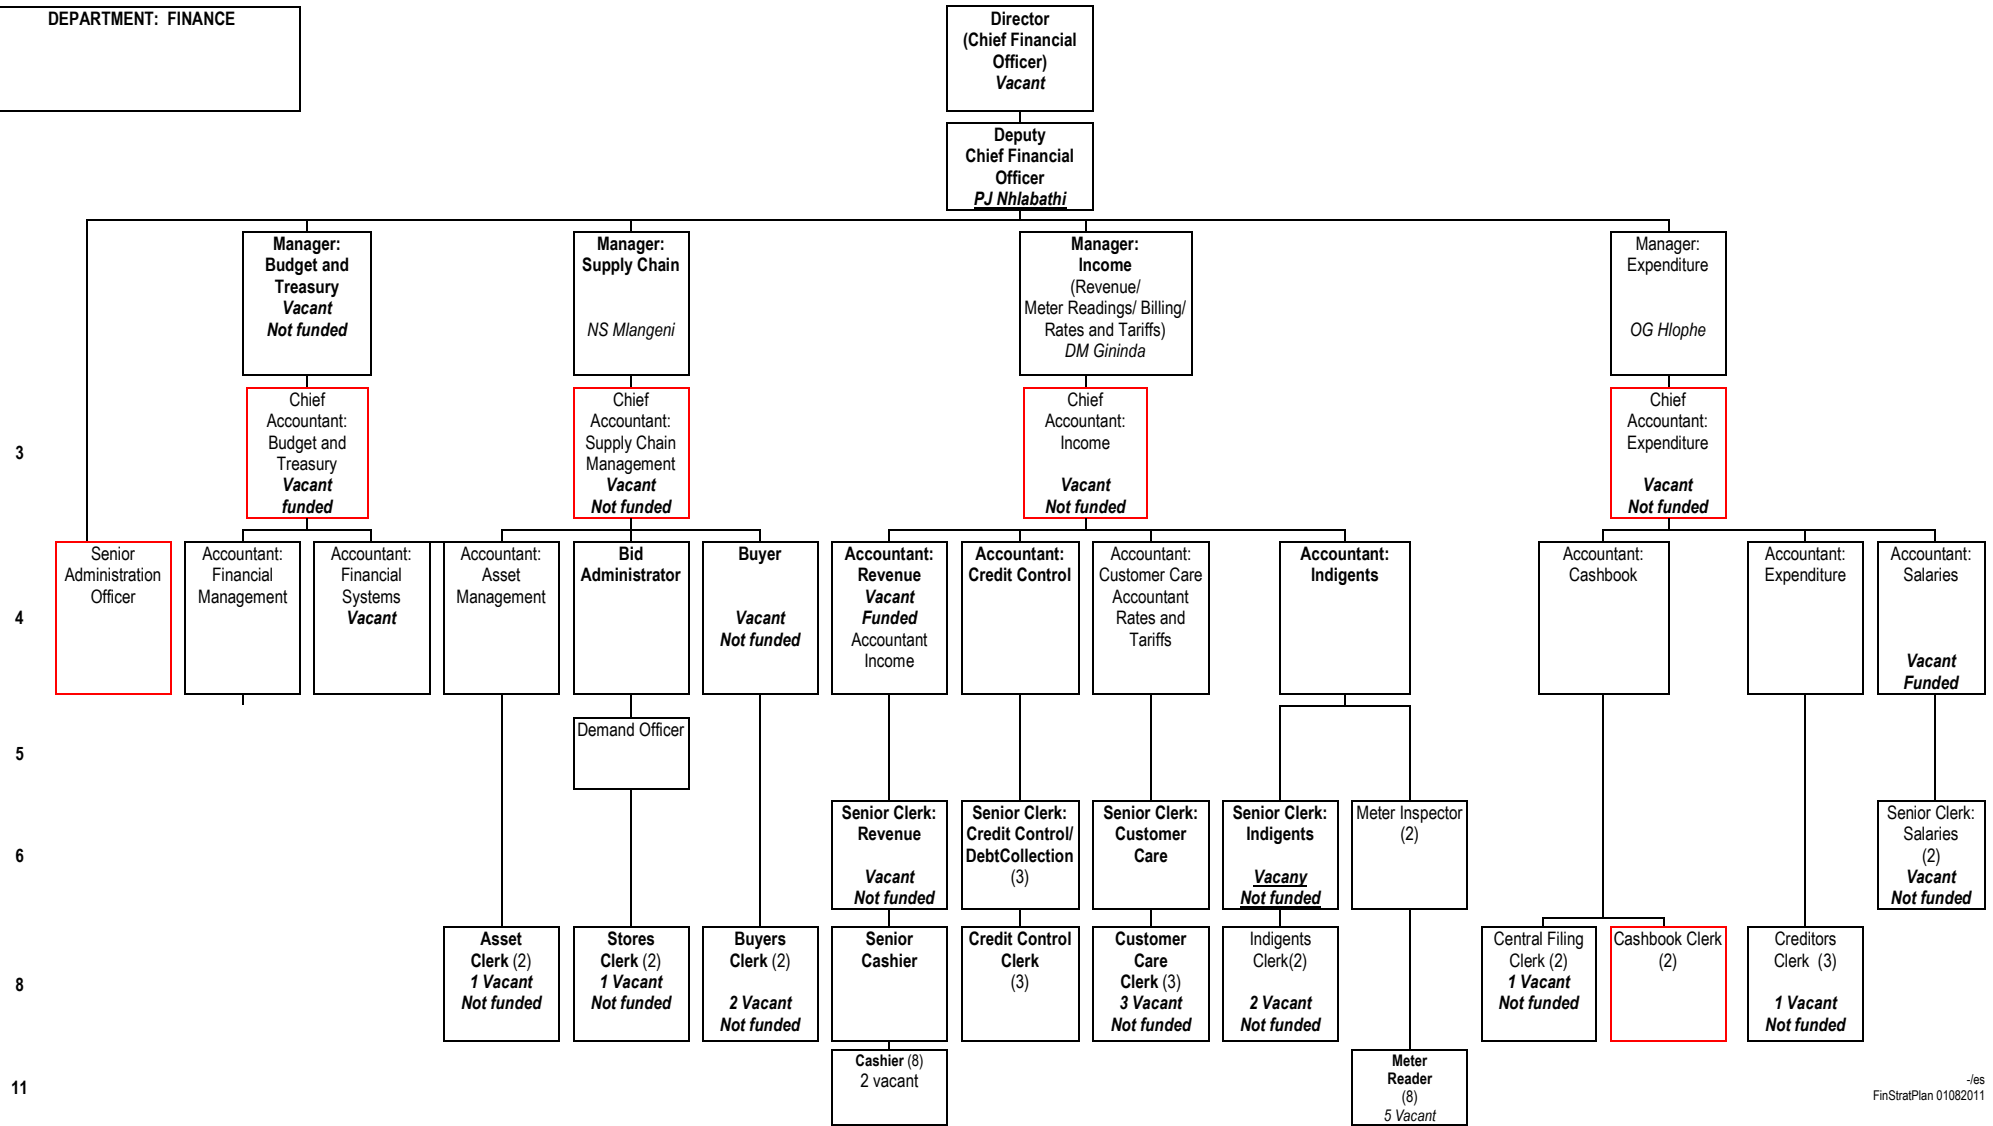 DEPARTMENT: FINANCE
Director
(Chief Financial
Officer)
Vacant
Deputy
Chief Financial
Officer
PJ Nhlabathi
Manager:
Budget and
Treasury
Vacant
Not funded
Manager:
Supply Chain
NS Mlangeni
Manager:
Income
(Revenue/
Meter Readings/ Billing/
Rates and Tariffs)
DM Gininda
Manager:
Expenditure
OG Hlophe
3
Chief
Accountant:
Budget and
Treasury
Vacant
funded
Chief
Accountant:
Supply Chain
Management
Vacant
Not funded
Chief
Accountant:
Income
Vacant
Not funded
Chief
Accountant:
Expenditure
Vacant
Not funded
4
Senior
Administration
Officer
Accountant:
Financial
Management
Accountant:
Financial
Systems
Vacant
Accountant:
Asset
Management
Bid
Administrator
Buyer
Vacant
Not funded
Accountant:
Revenue
Vacant
Funded
Accountant
Income
Accountant:
Credit Control
Accountant:
Customer Care
Accountant
Rates and
Tariffs
Accountant:
Indigents
Accountant:
Cashbook
Accountant:
Expenditure
Accountant:
Salaries
Vacant
Funded
5
Demand Officer
6
Senior Clerk:
Revenue
Vacant
Not funded
Senior Clerk:
Credit Control/
DebtCollection
(3)
Senior Clerk:
Customer
Care
Senior Clerk:
Indigents
Vacany
Not funded
Meter Inspector
(2)
Senior Clerk:
Salaries
(2)
Vacant
Not funded
8
Asset
Clerk (2)
1 Vacant
Not funded
Stores
Clerk (2)
1 Vacant
Not funded
Buyers
Clerk (2)
2 Vacant
Not funded
Senior
Cashier
Credit Control
Clerk
(3)
Customer
Care
Clerk (3)
3 Vacant
Not funded
Indigents
Clerk(2)
2 Vacant
Not funded
Central Filing
Clerk (2)
1 Vacant
Not funded
Cashbook Clerk
(2)
Creditors
Clerk (3)
1 Vacant
Not funded
11
Cashier (8)
2 vacant
Meter
Reader
(8)
5 Vacant
-/es
FinStratPlan 01082011